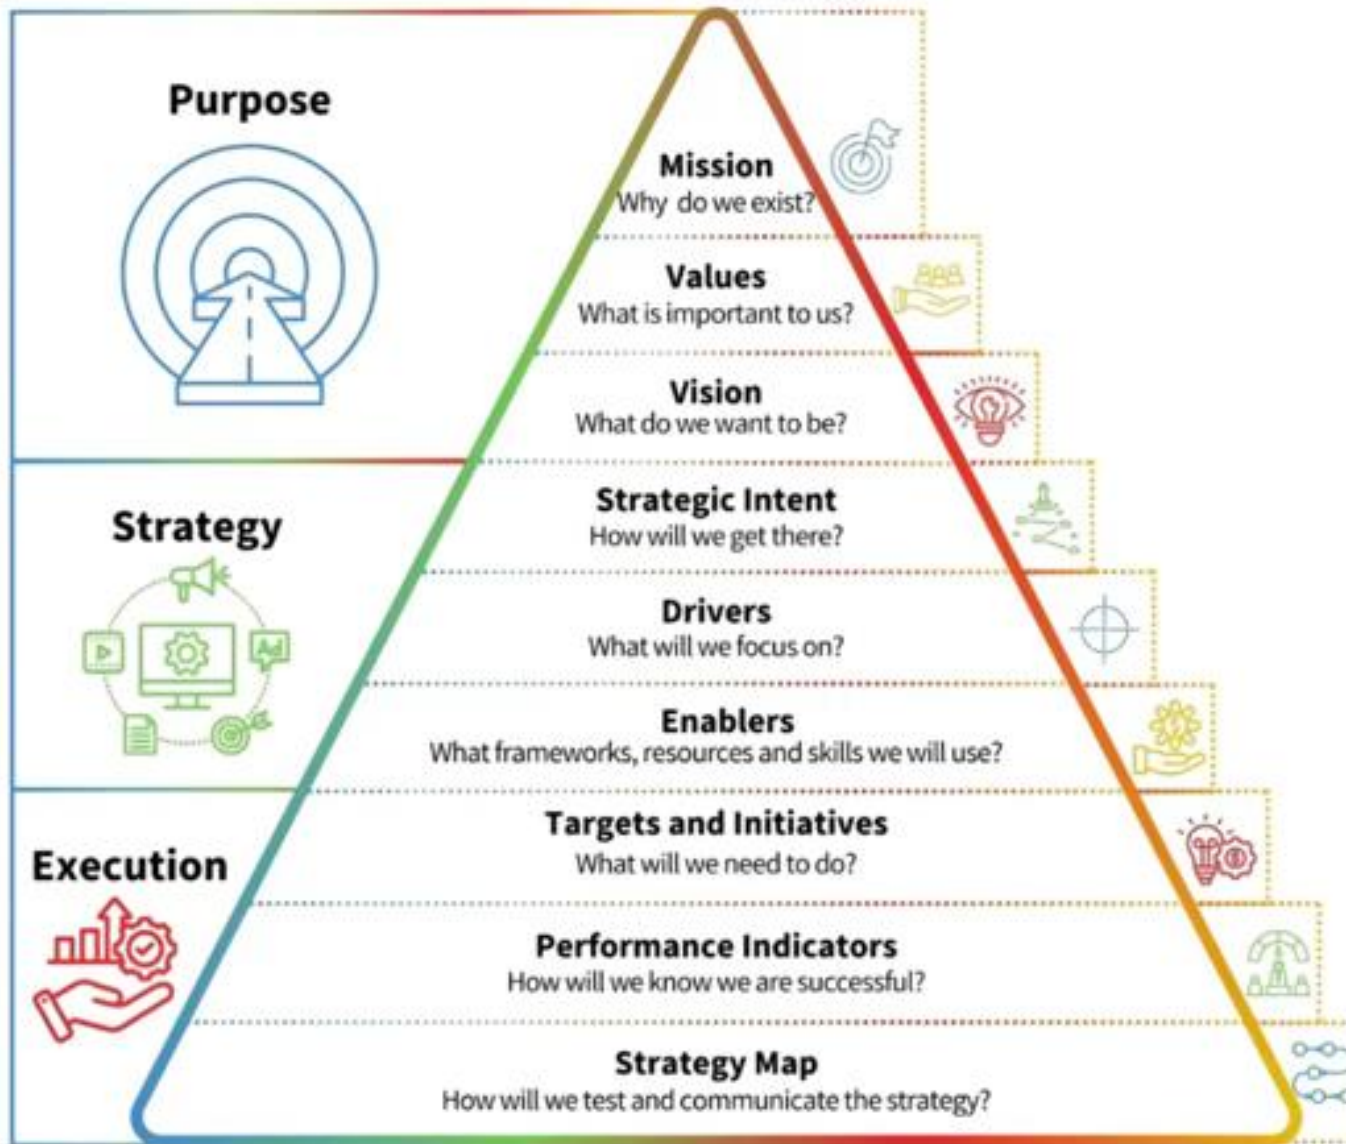 Purpose
Mission
Why do we exist?
Values
What is important to us?
Vision
What do we want to be?
Strategy
Strategic Intent
How will we get there?
Drivers
What will we focus on?
Ad
Enablers
What frameworks, resources and skills we will use?
Execution
Targets and Initiatives
What will we need to do?
Performance Indicators
How will we know we are successful?
Strategy Map
How will we test and communicate the strategy?